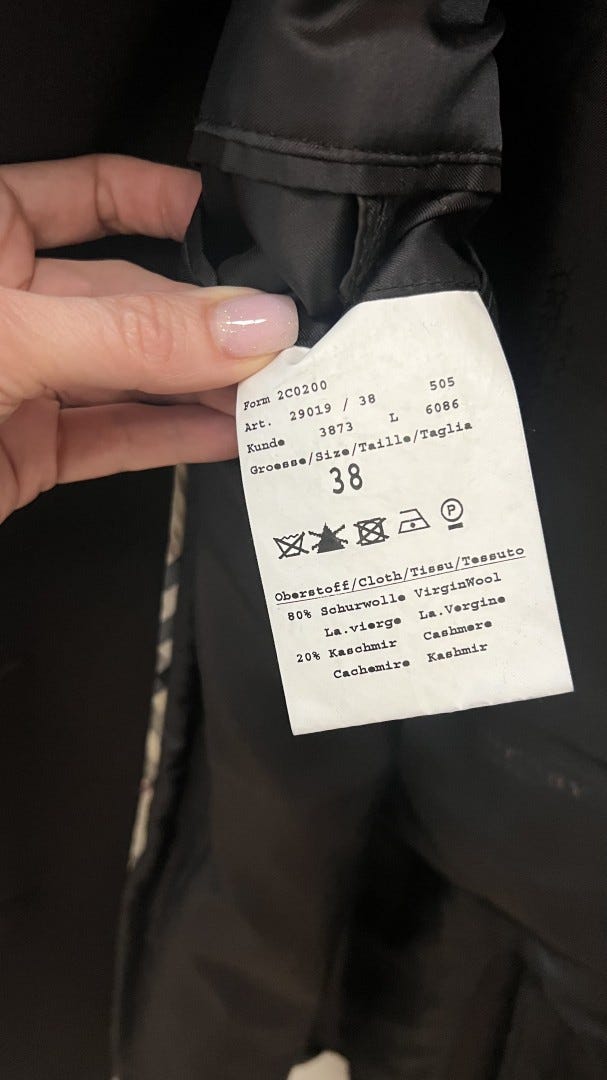 Form 2C0200
Art. 29019 / 38 505
Kunde 3873 L 6086
Groesse/Size/Taille/Taglia
38
P
Oberstoff/Cloth/Tissu/Tessuto
80% Schurwolle VirginWool
La.vierge La.Vergine
20% Kaschmir Cashmere
Cachemire Kashmir